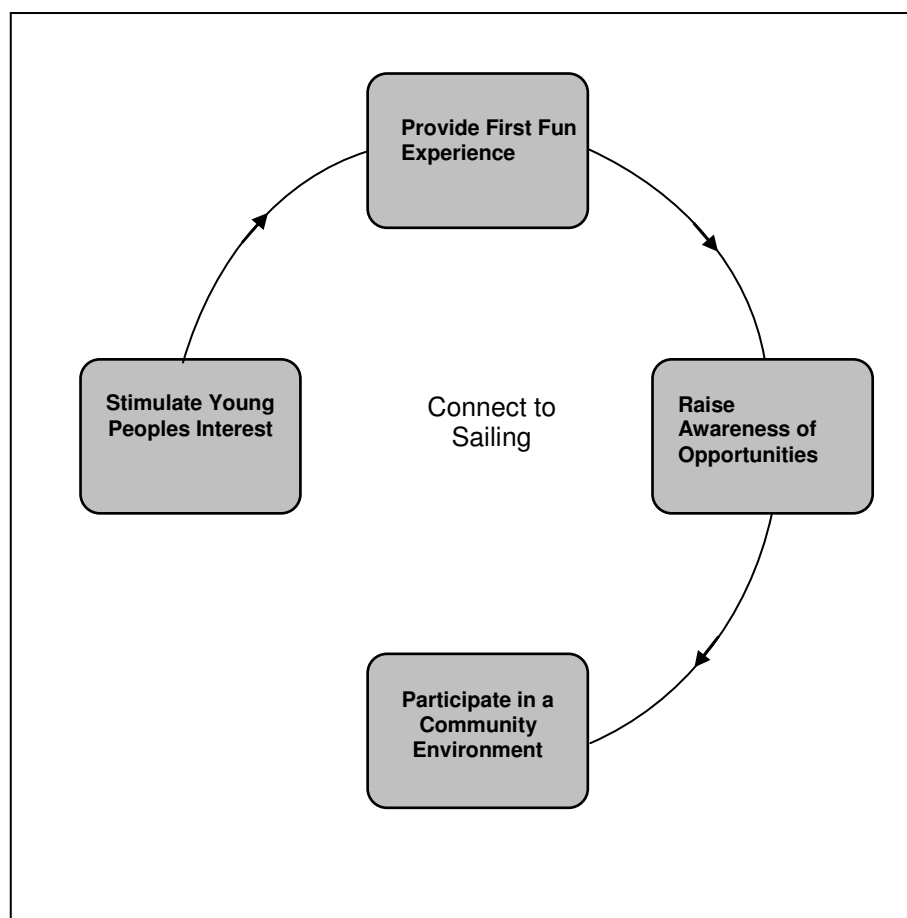 Provide First Fun
Experience
Stimulate Young
Peoples Interest
Connect to
Sailing
Raise
Awareness of
Opportunities
Participate in a
Community
Environment